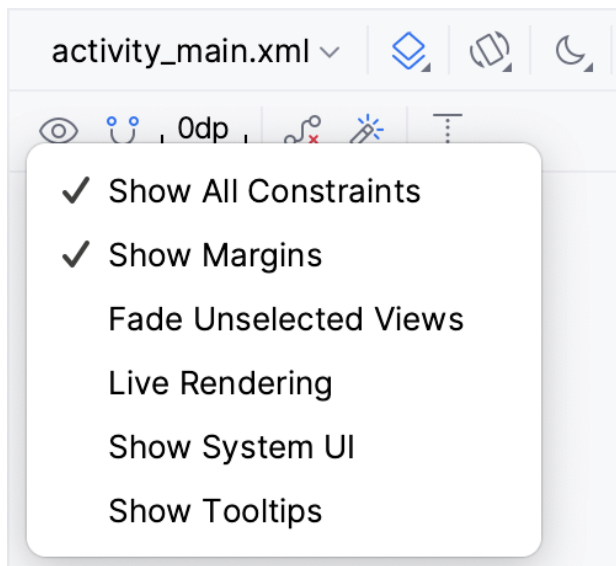 activity_main.xml
0dp
Show All Constraints
Show Margins
Fade Unselected Views
Live Rendering
Show System UI
Show Tooltips